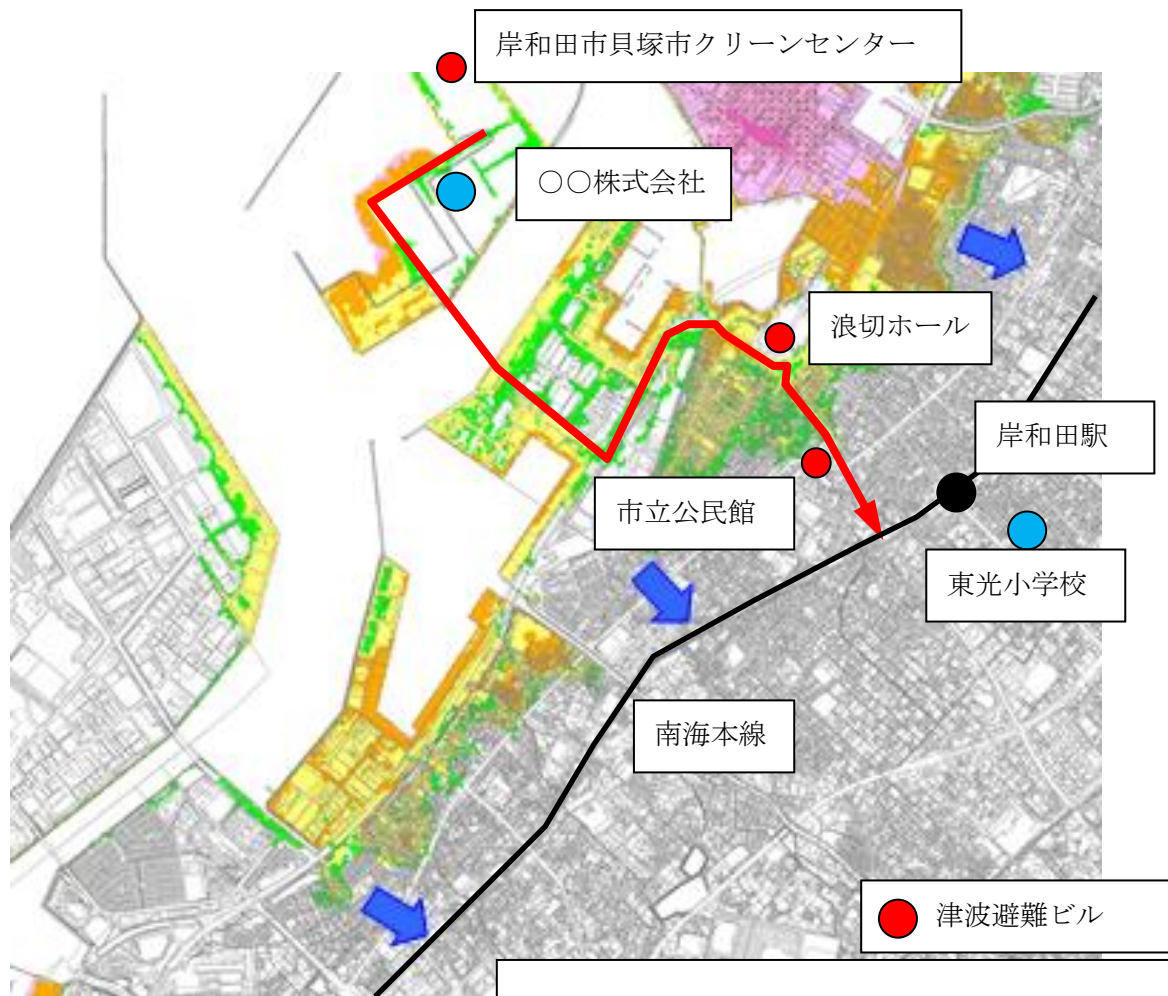 岸和田市貝塚市クリーンセンター
〇〇株式会社
浪切ホール
岸和田駅
市立公民館
東光小学校
南海本線
津波避難ビル